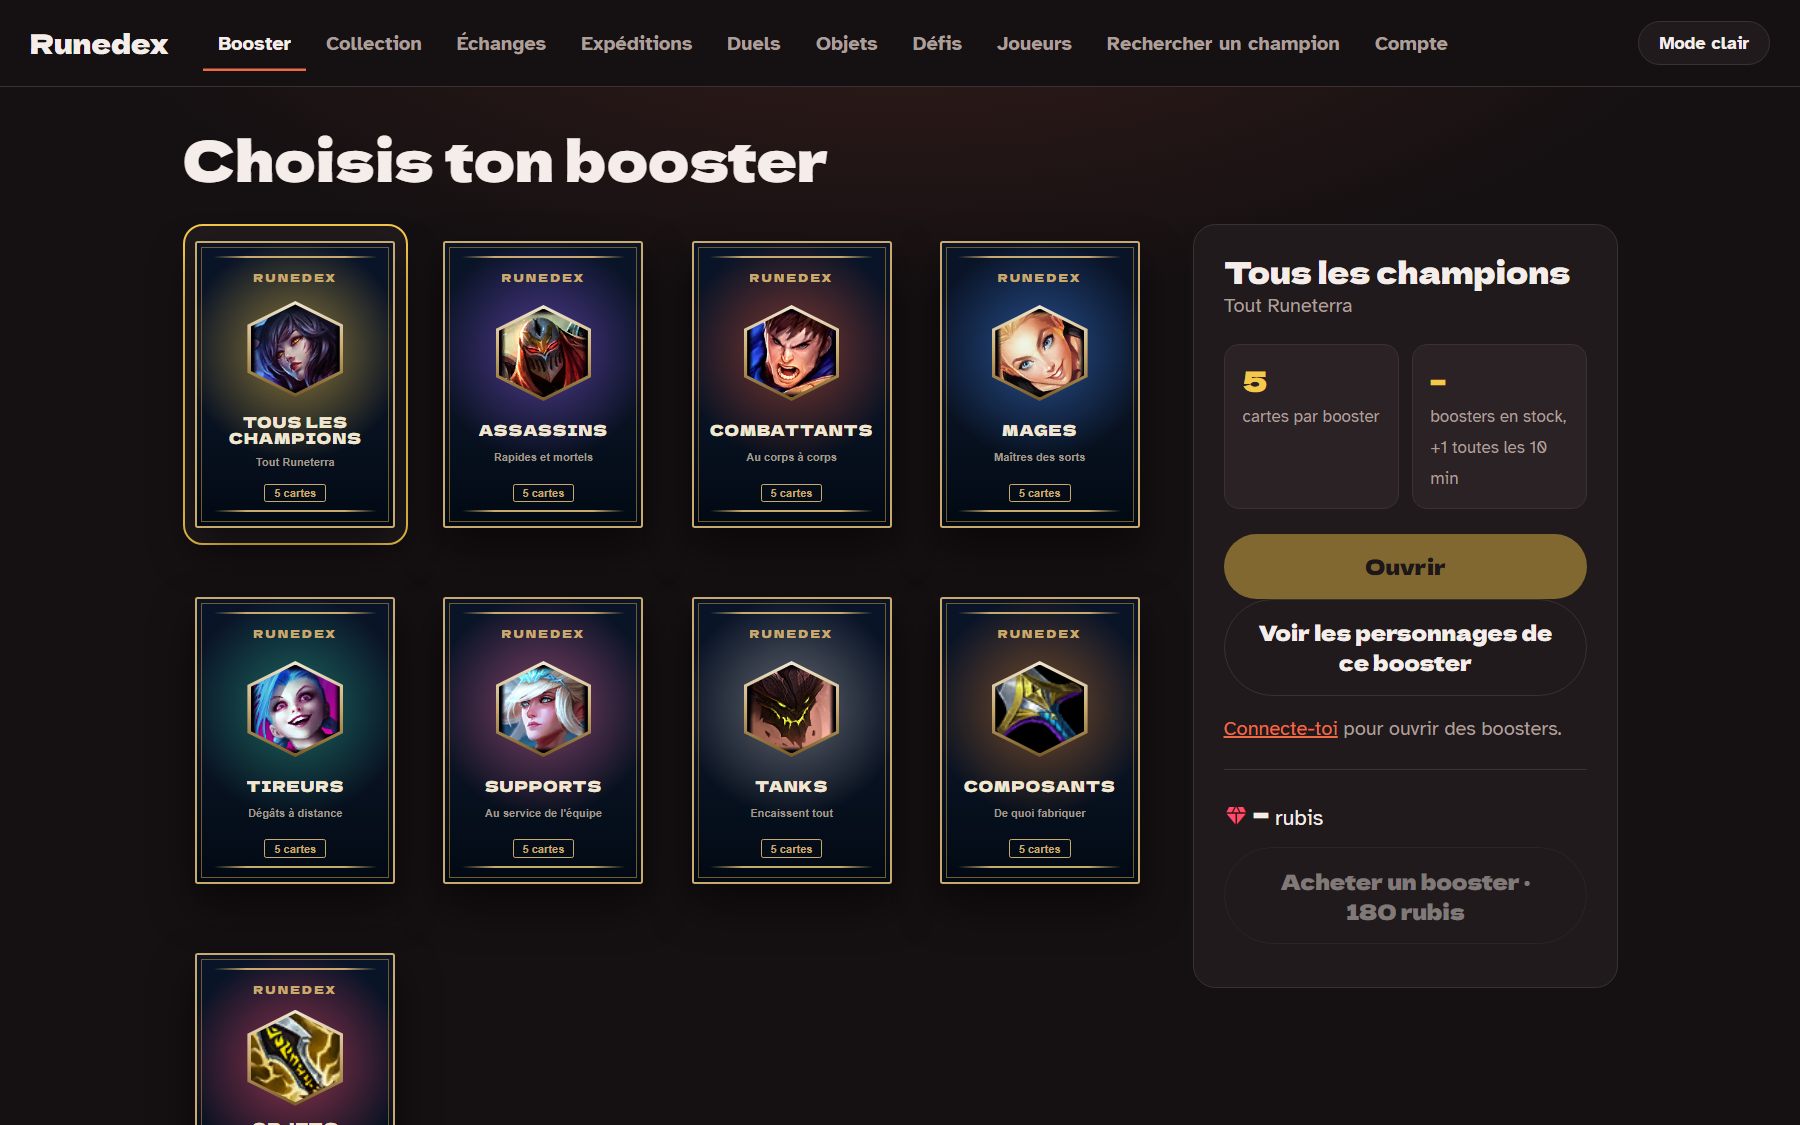 Runedex
Booster
Collection
Échanges
Expéditions
Duels
Objets
Défis
Joueurs
Rechercher un champion
Compte
Mode clair
Choisis ton booster
RUNEDEX
TOUS LES
CHAMPIONS
Tout Runeterra
5 cartes
RUNEDEX
ASSASSINS
Rapides et mortels
5 cartes
RUNEDEX
COMBATTANTS
Au corps à corps
5 cartes
RUNEDEX
MAGES
Maîtres des sorts
5 cartes
RUNEDEX
TIREURS
Dégâts à distance
5 cartes
RUNEDEX
SUPPORTS
Au service de l'équipe
5 cartes
RUNEDEX
TANKS
Encaissent tout
5 cartes
RUNEDEX
COMPOSANTS
De quoi fabriquer
5 cartes
RUNEDEX
OBJETS
Tous les champions
Tout Runeterra
5
cartes par booster
–
boosters en stock,
+1 toutes les 10
min
Ouvrir
Voir les personnages de
ce booster
Connecte-toi pour ouvrir des boosters.
– rubis
Acheter un booster ·
180 rubis